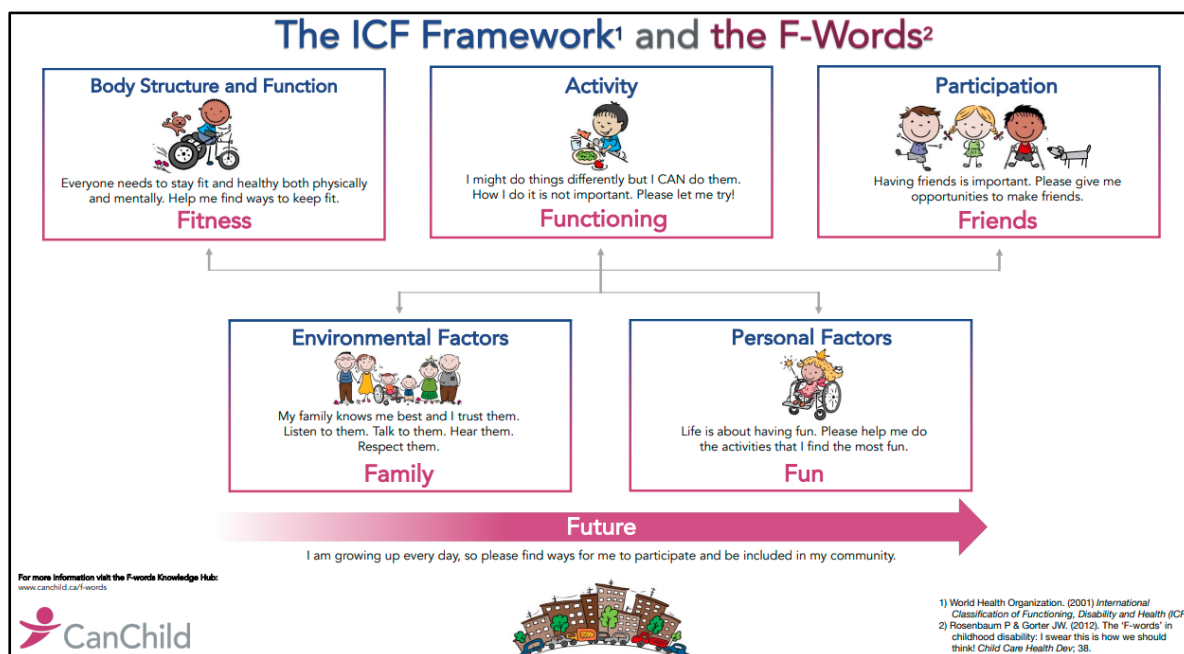 The ICF Framework¹ and the F-Words²
Body Structure and Function
Everyone needs to stay fit and healthy both physically
and mentally. Help me find ways to keep fit.
Fitness
Activity
I might do things differently but I CAN do them.
How I do it is not important. Please let me try!
Functioning
Participation
Having friends is important. Please give me
opportunities to make friends.
Friends
Environmental Factors
My family knows me best and I trust them.
Listen to them. Talk to them. Hear them.
Respect them.
Family
Personal Factors
Life is about having fun. Please help me do
the activities that I find the most fun.
Fun
Future
I am growing up every day, so please find ways for me to participate and be included in my community.
For more information visit the F-words Knowledge Hub:
www.canchild.ca/f-words
CanChild
1) World Health Organization. (2001) International
Classification of Functioning, Disability and Health (ICF
2) Rosenbaum P & Gorter JW. (2012). The 'F-words' in
childhood disability: I swear this is how we should
think! Child Care Health Dev; 38.